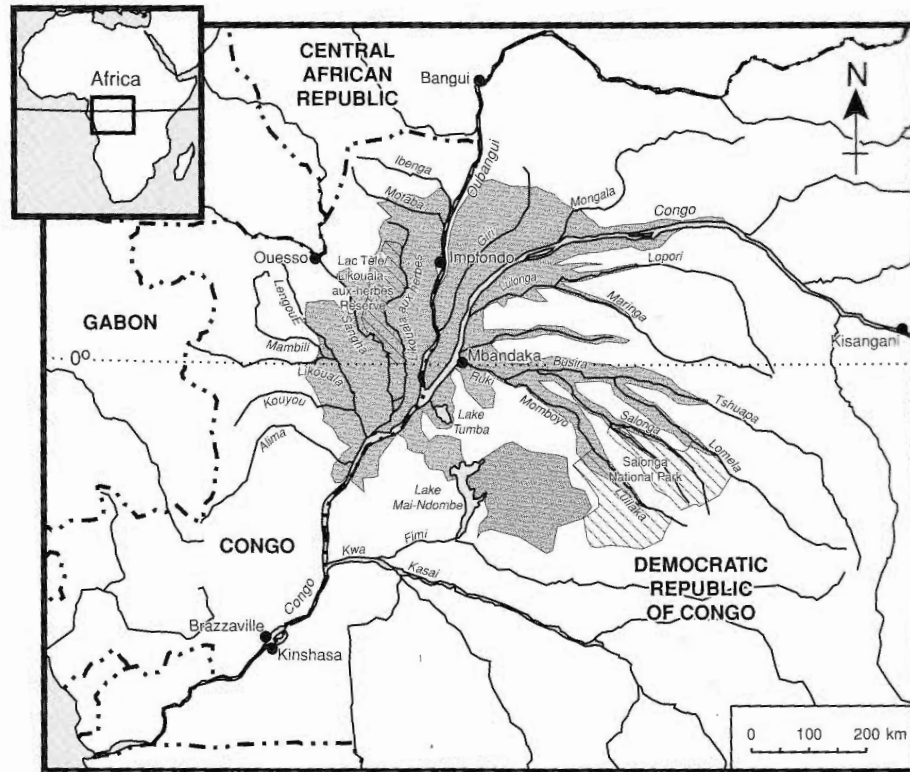 Africa
CENTRAL
AFRICAN
REPUBLIC
Bangui
N
Ibenga
Oubangui
Motaba
Mongala
Giri
Congo
Ouesso
Impfondo
Lac Télé/
Likouala
aux-herbes
Reserve
Lopori
Lulonga
LengouE
Likouala aux herbes
Sangha
Maringa
GABON
Kisangani
Mambili
0°
Mbandaka
Likouala
Busira
Ruki
Tshuapa
Kouyou
Lake
Tumba
Momboyo
Salonga
Lomela
Alima
Salonga
National Park
Lake
Mai-Ndombe
Luilaka
CONGO
Fimi
Kwa
Kasai
DEMOCRATIC
REPUBLIC
OF CONGO
Congo
Brazzaville
Kinshasa
0 100 200 km